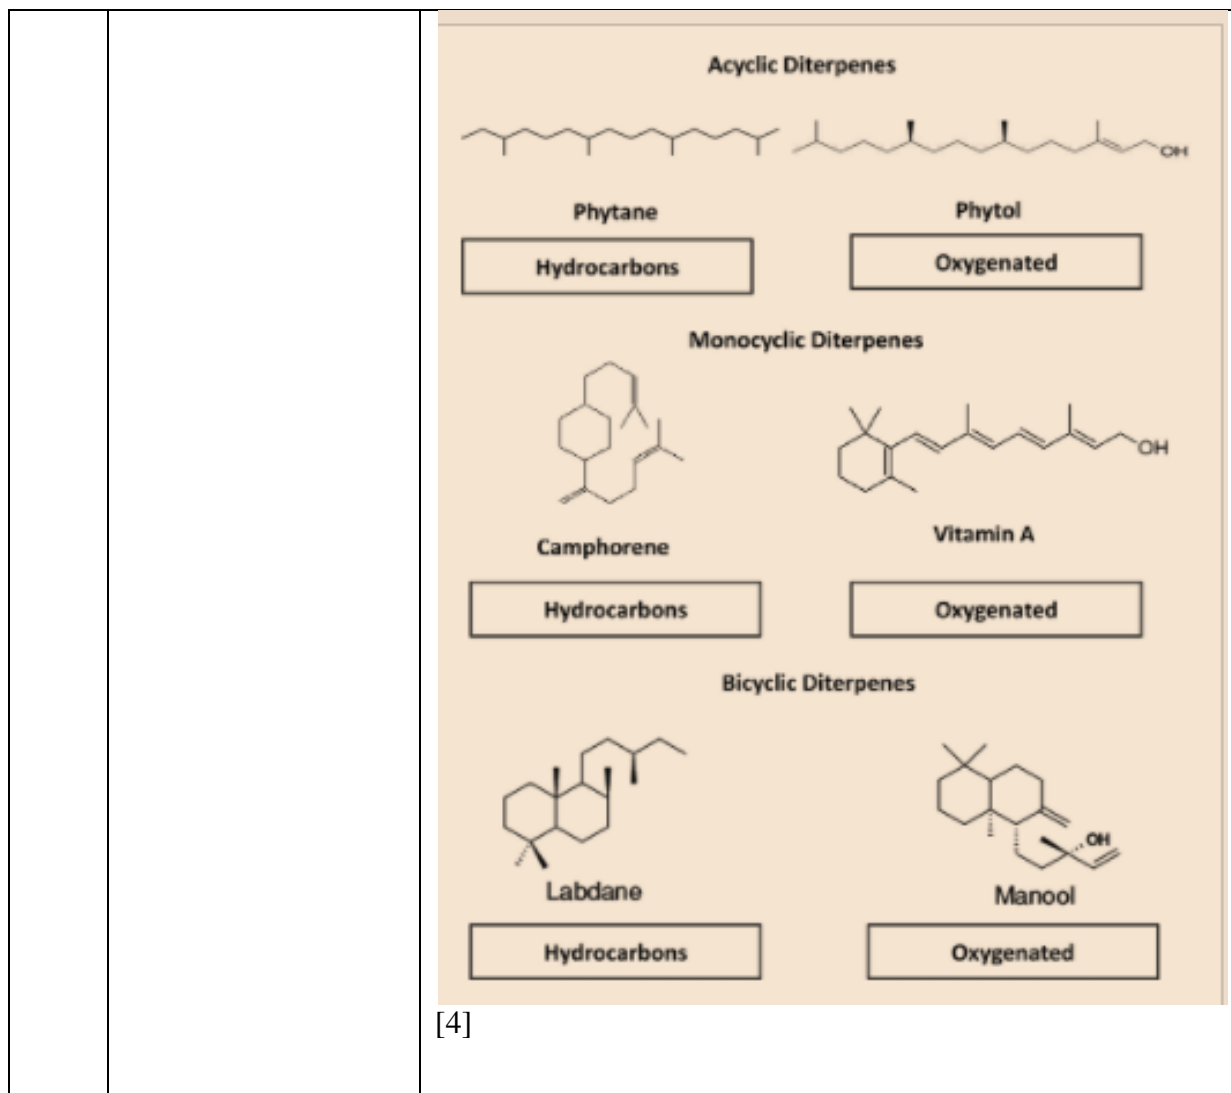 Acyclic Diterpenes
OH
Phytane Phytol
Hydrocarbons Oxygenated
Monocyclic Diterpenes
OH
Camphorene Vitamin A
Hydrocarbons Oxygenated
Bicyclic Diterpenes
OH
Labdane Manool
Hydrocarbons Oxygenated
[4]